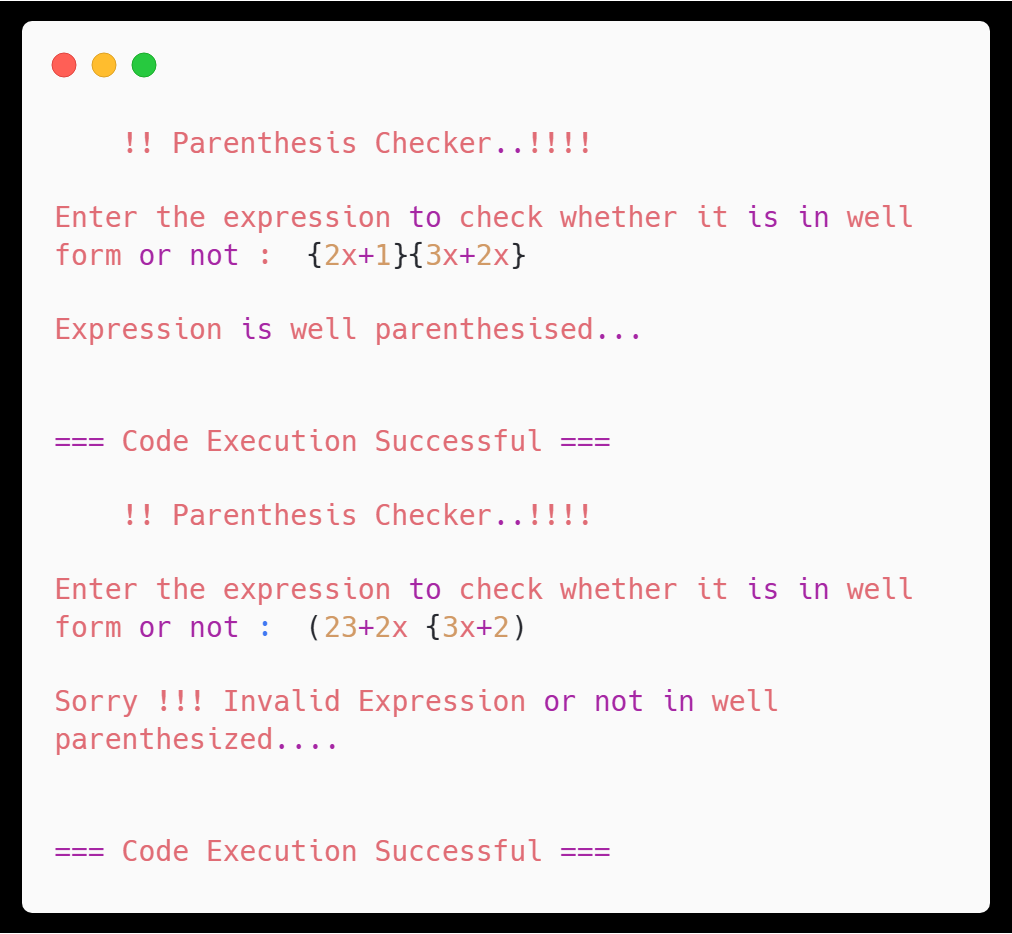 !! Parenthesis Checker..!!!!
Enter the expression to check whether it is in well
form or not :  {2x+1}{3x+2x}
Expression is well parenthesised...
=== Code Execution Successful ===
!! Parenthesis Checker..!!!!
Enter the expression to check whether it is in well
form or not :  (23+2x {3x+2)
Sorry !!! Invalid Expression or not in well
parenthesized....
=== Code Execution Successful ===